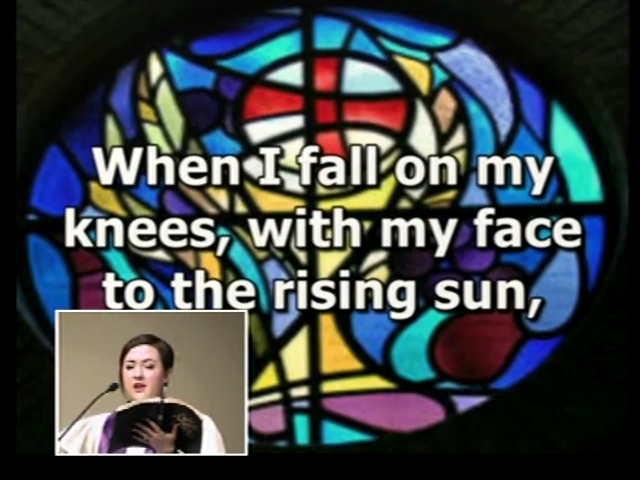 When I fall on my
knees, with my face
to the rising sun,